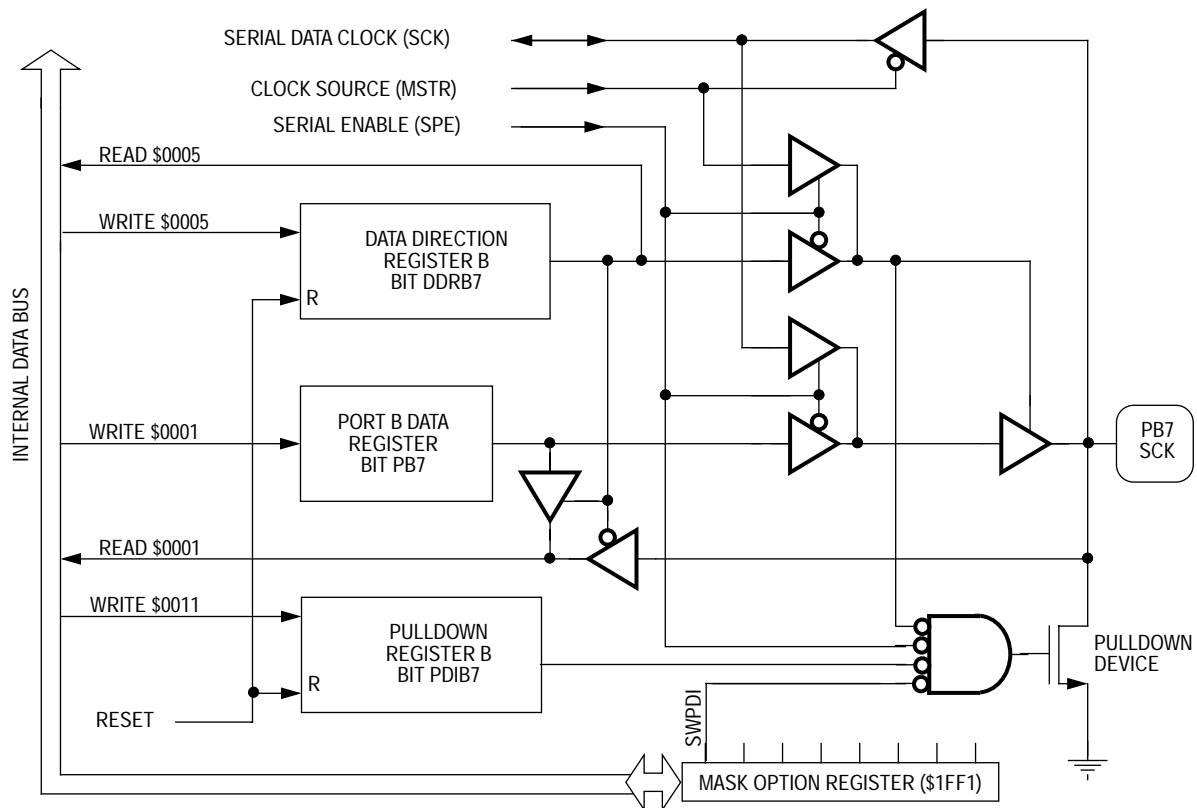 SERIAL DATA CLOCK (SCK)
CLOCK SOURCE (MSTR)
SERIAL ENABLE (SPE)
READ $0005
WRITE $0005
DATA DIRECTION
REGISTER B
BIT DDRB7
R
INTERNAL DATA BUS
WRITE $0001
PORT B DATA
REGISTER
BIT PB7
PB7
SCK
READ $0001
WRITE $0011
PULLDOWN
REGISTER B
BIT PDIB7
R
PULLDOWN
DEVICE
RESET
SWPDI
MASK OPTION REGISTER ($1FF1)